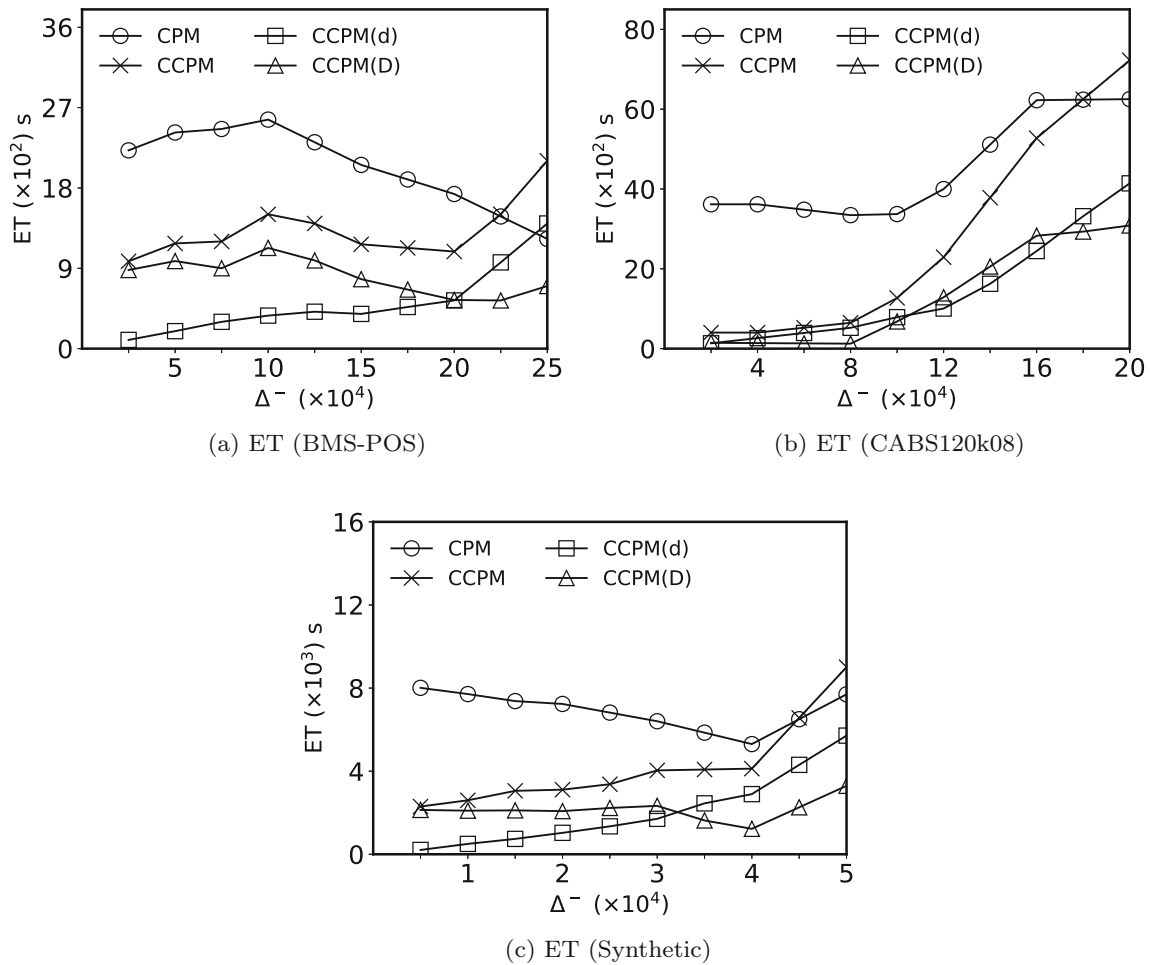 CPM
CCPM
CCPM(d)
CCPM(D)
36
27
18
9
0
ET (×10²) s
5
10
15
20
25
Δ⁻ (×10⁴)
(a) ET (BMS-POS)
CPM
CCPM
CCPM(d)
CCPM(D)
80
60
40
20
0
ET (×10²) s
4
8
12
16
20
Δ⁻ (×10⁴)
(b) ET (CABS120k08)
CPM
CCPM
CCPM(d)
CCPM(D)
16
12
8
4
0
ET (×10³) s
1
2
3
4
5
Δ⁻ (×10⁴)
(c) ET (Synthetic)